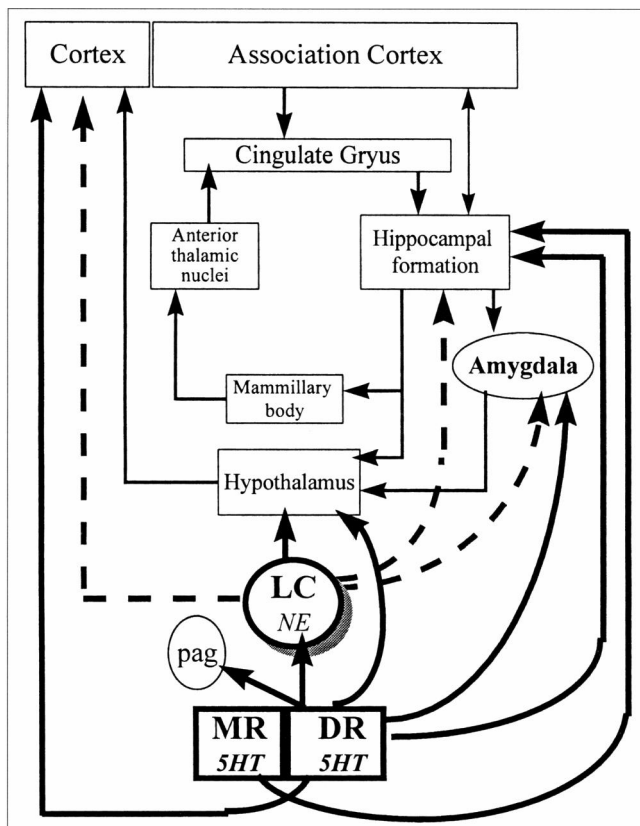 Cortex
Association Cortex
Cingulate Gryus
Anterior
thalamic
nuclei
Hippocampal
formation
Amygdala
Mammillary
body
Hypothalamus
LC
NE
pag
MR
5HT
DR
5HT